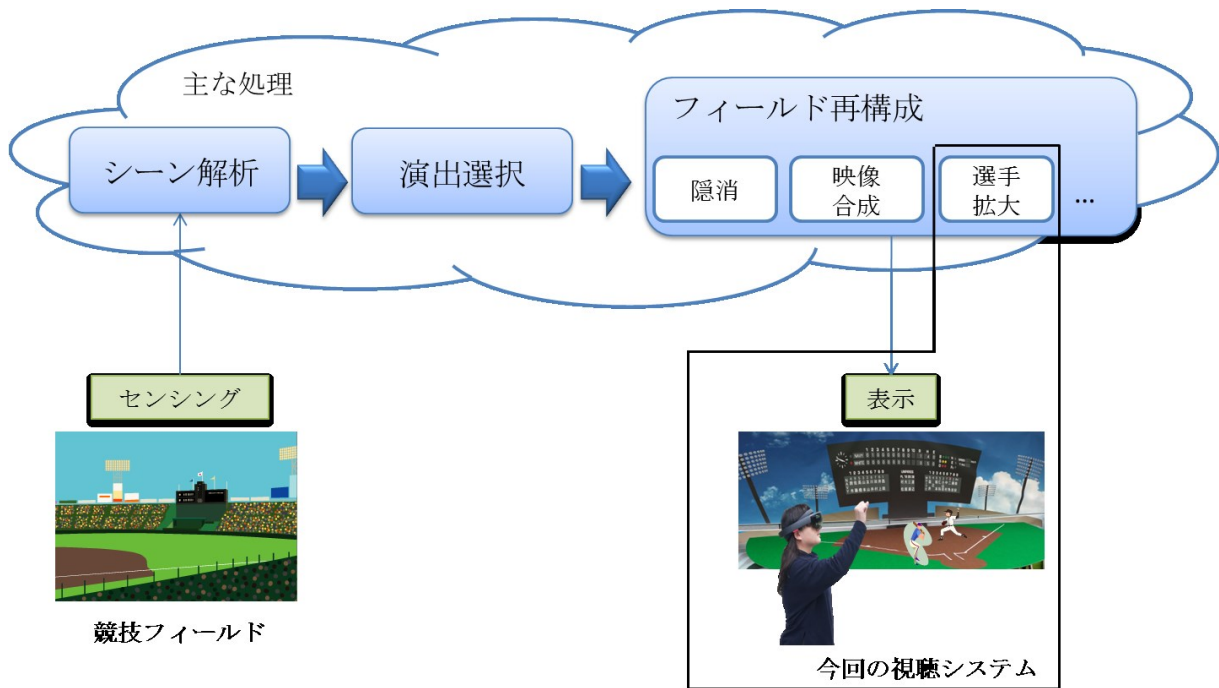 主な処理
シーン解析
演出選択
フィールド再構成
隠消
映像
合成
選手
拡大
...
センシング
表示
競技フィールド
今回の視聴システム